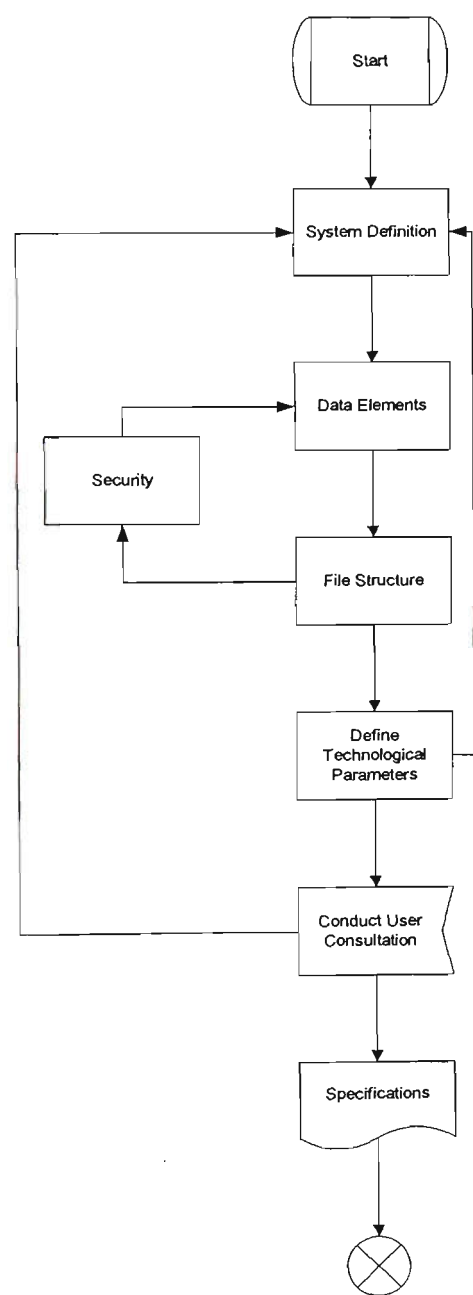 Start
System Definition
Data Elements
Security
File Structure
Define
Technological
Parameters
Conduct User
Consultation
Specifications